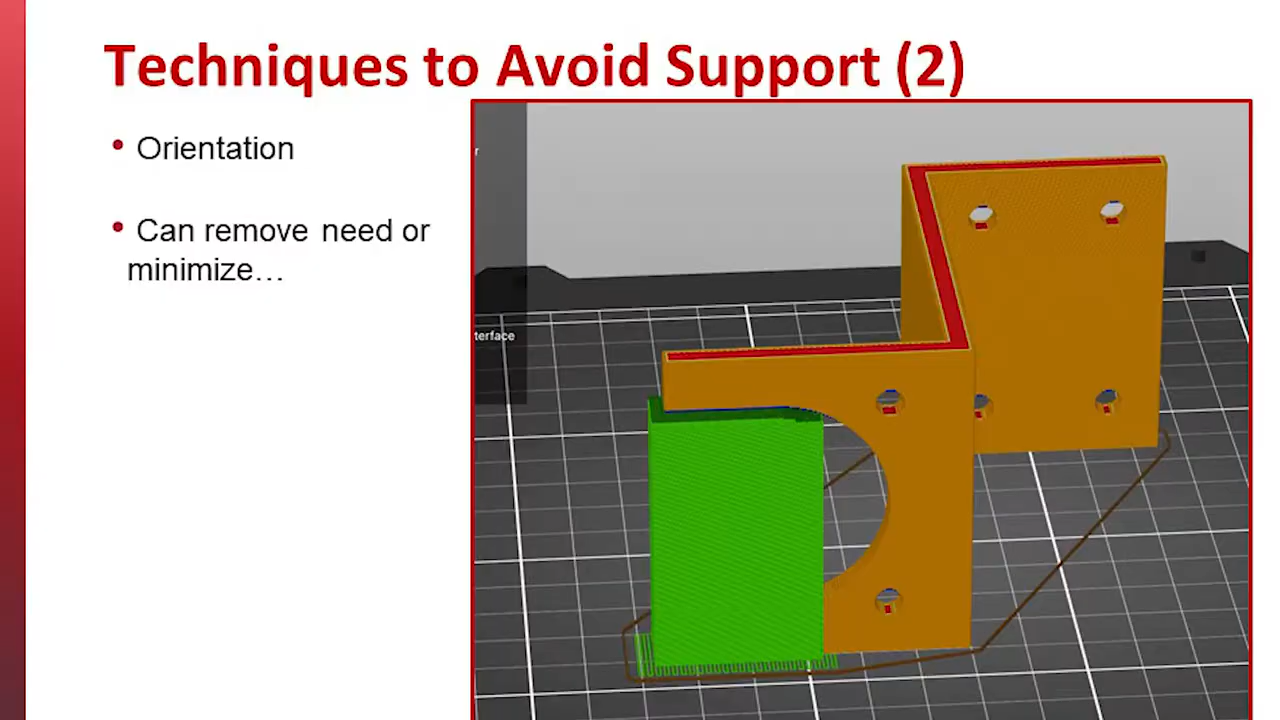 Techniques to Avoid Support (2)
• Orientation
• Can remove need or
minimize…
r
terface